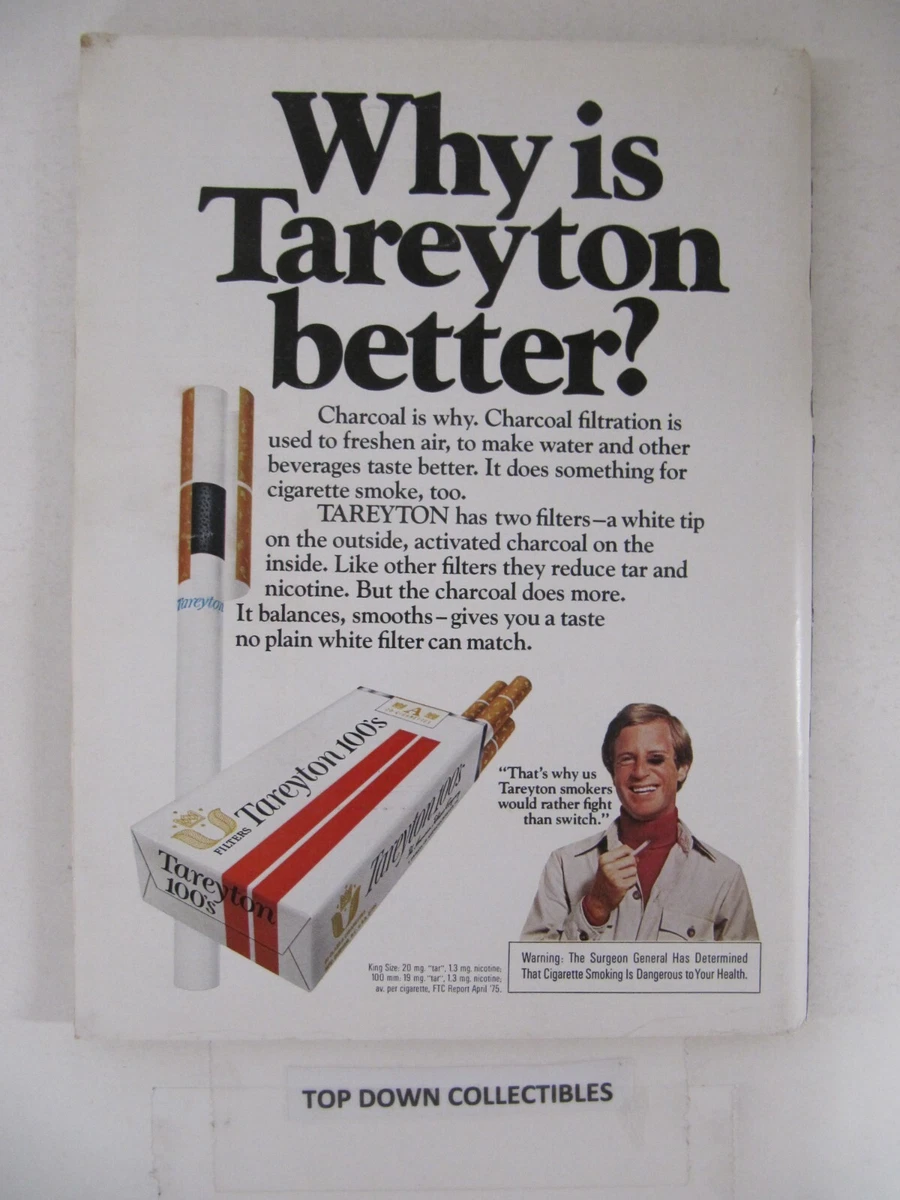 Why is
Tareyton
better?
Charcoal is why. Charcoal filtration is
used to freshen air, to make water and other
beverages taste better. It does something for
cigarette smoke, too.
TAREYTON has two filters—a white tip
on the outside, activated charcoal on the
inside. Like other filters they reduce tar and
nicotine. But the charcoal does more.
It balances, smooths—gives you a taste
no plain white filter can match.
Tareyton
FILTERS Tareyton 100's
Tareyton 100's
Tareyton
100's
"That's why us
Tareyton smokers
would rather fight
than switch."
King Size: 20 mg. "tar", 1.3 mg. nicotine;
100 mm: 19 mg. "tar", 1.3 mg. nicotine;
av. per cigarette, FTC Report April '75.
Warning: The Surgeon General Has Determined
That Cigarette Smoking Is Dangerous to Your Health.
TOP DOWN COLLECTIBLES